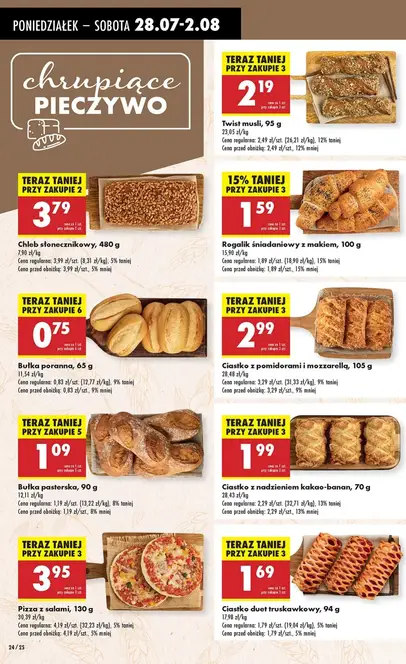 PONIEDZIAŁEK – SOBOTA 28.07-2.08
chrupiące
PIECZYWO
TERAZ TANIEJ
PRZY ZAKUPIE 3
2 19
Twist musli, 95 g
23,05 zł/kg
Cena regularna: 2,49 zł/szt. (26,21 zł/kg), 12% taniej
Cena przed obniżką: 2,49 zł/szt., 12% mniej
TERAZ TANIEJ
PRZY ZAKUPIE 2
3 79
Chleb słonecznikowy, 480 g
7,90 zł/kg
Cena regularna: 3,99 zł/szt. (8,31 zł/kg), 5% taniej
Cena przed obniżką: 3,99 zł/szt., 5% mniej
15% TANIEJ
PRZY ZAKUPIE 3
1 59
Rogalik śniadaniowy z makiem, 100 g
15,90 zł/kg
Cena regularna: 1,89 zł/szt. (18,90 zł/kg), 15% taniej
Cena przed obniżką: 1,89 zł/szt., 15% mniej
TERAZ TANIEJ
PRZY ZAKUPIE 6
0 75
Bułka poranna, 65 g
11,54 zł/kg
Cena regularna: 0,83 zł/szt. (12,77 zł/kg), 9% taniej
Cena przed obniżką: 0,83 zł/szt., 9% mniej
TERAZ TANIEJ
PRZY ZAKUPIE 3
2 99
Ciastko z pomidorami i mozzarellą, 105 g
28,48 zł/kg
Cena regularna: 3,29 zł/szt. (31,33 zł/kg), 9% taniej
Cena przed obniżką: 3,29 zł/szt., 9% mniej
TERAZ TANIEJ
PRZY ZAKUPIE 5
1 09
Bułka pasterska, 90 g
12,11 zł/kg
Cena regularna: 1,19 zł/szt. (13,22 zł/kg), 8% taniej
Cena przed obniżką: 1,19 zł/szt., 8% mniej
TERAZ TANIEJ
PRZY ZAKUPIE 3
1 99
Ciastko z nadzieniem kakao-banan, 70 g
28,43 zł/kg
Cena regularna: 2,29 zł/szt. (32,71 zł/kg), 13% taniej
Cena przed obniżką: 2,29 zł/szt., 13% mniej
TERAZ TANIEJ
PRZY ZAKUPIE 3
3 95
Pizza z salami, 130 g
30,39 zł/kg
Cena regularna: 4,19 zł/szt. (32,23 zł/kg), 5% taniej
Cena przed obniżką: 4,19 zł/szt., 5% mniej
TERAZ TANIEJ
PRZY ZAKUPIE 3
1 69
Ciastko duet truskawkowy, 94 g
17,98 zł/kg
Cena regularna: 1,79 zł/szt. (19,04 zł/kg), 5% taniej
Cena przed obniżką: 1,79 zł/szt., 5% mniej
24/25